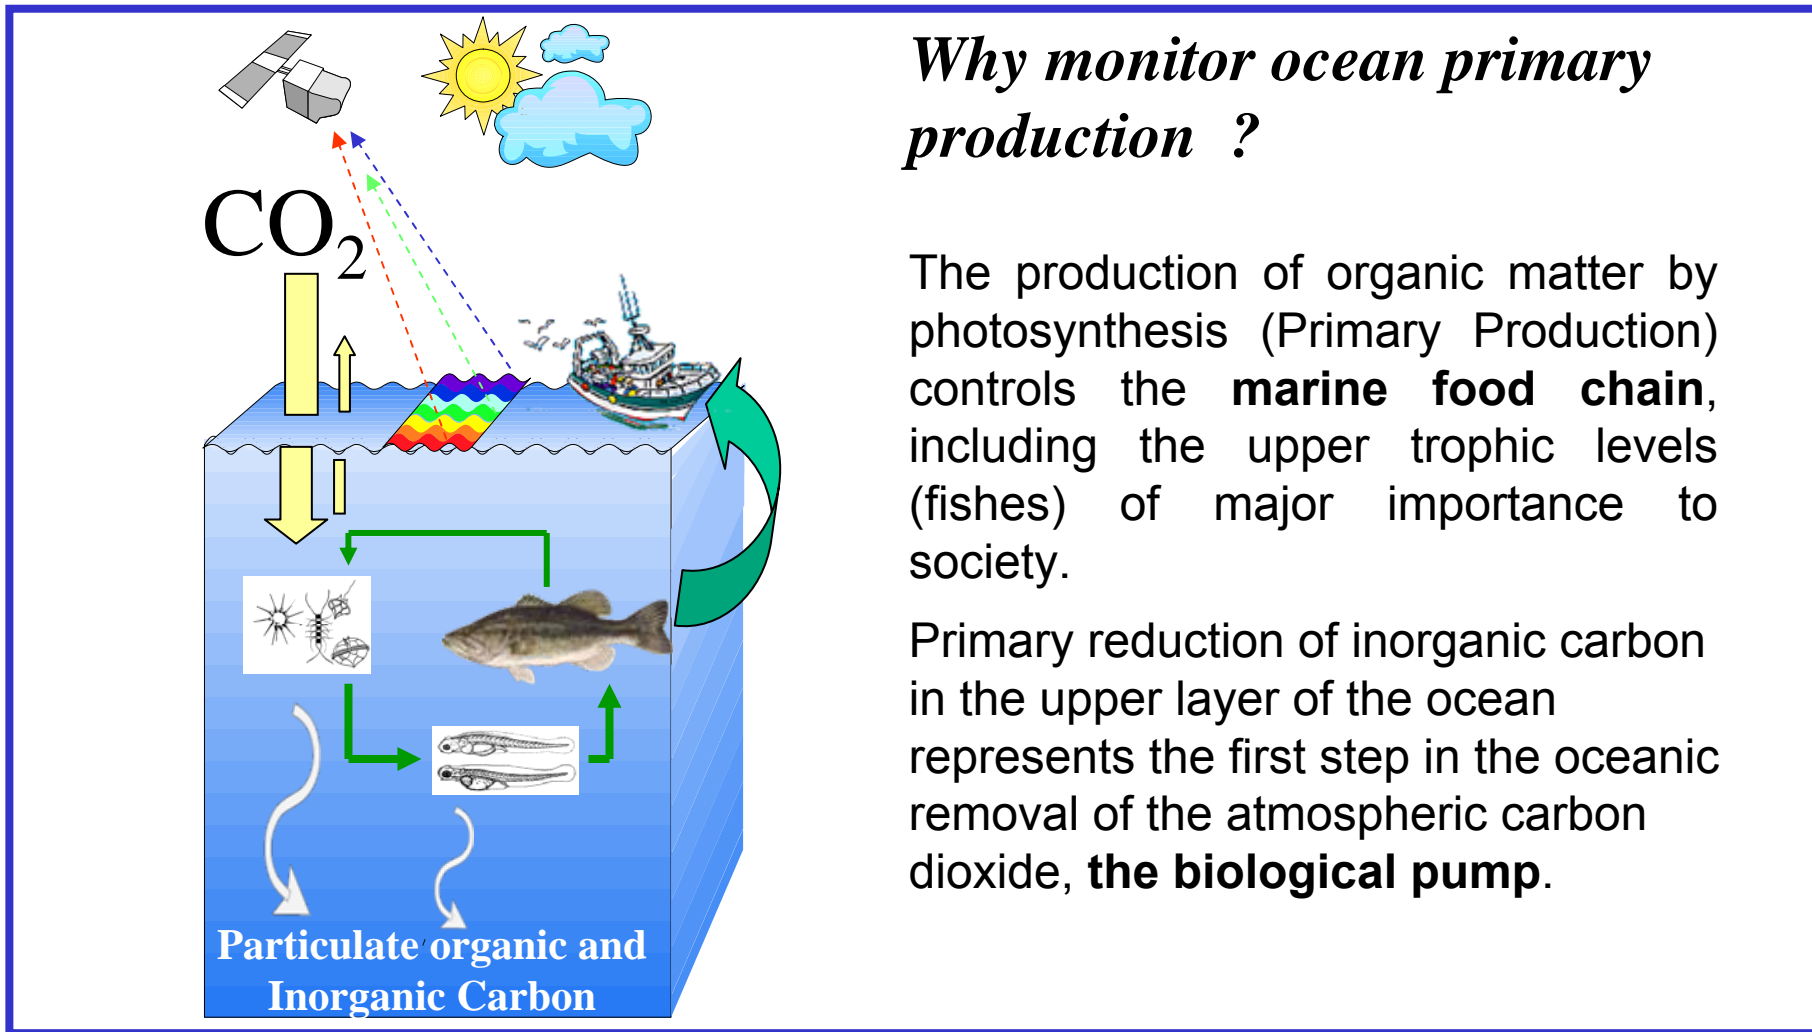 Why monitor ocean primary
production ?
CO₂
The production of organic matter by
photosynthesis (Primary Production)
controls the marine food chain,
including the upper trophic levels
(fishes) of major importance to
society.
Primary reduction of inorganic carbon
in the upper layer of the ocean
represents the first step in the oceanic
removal of the atmospheric carbon
dioxide, the biological pump.
Particulate organic and
Inorganic Carbon